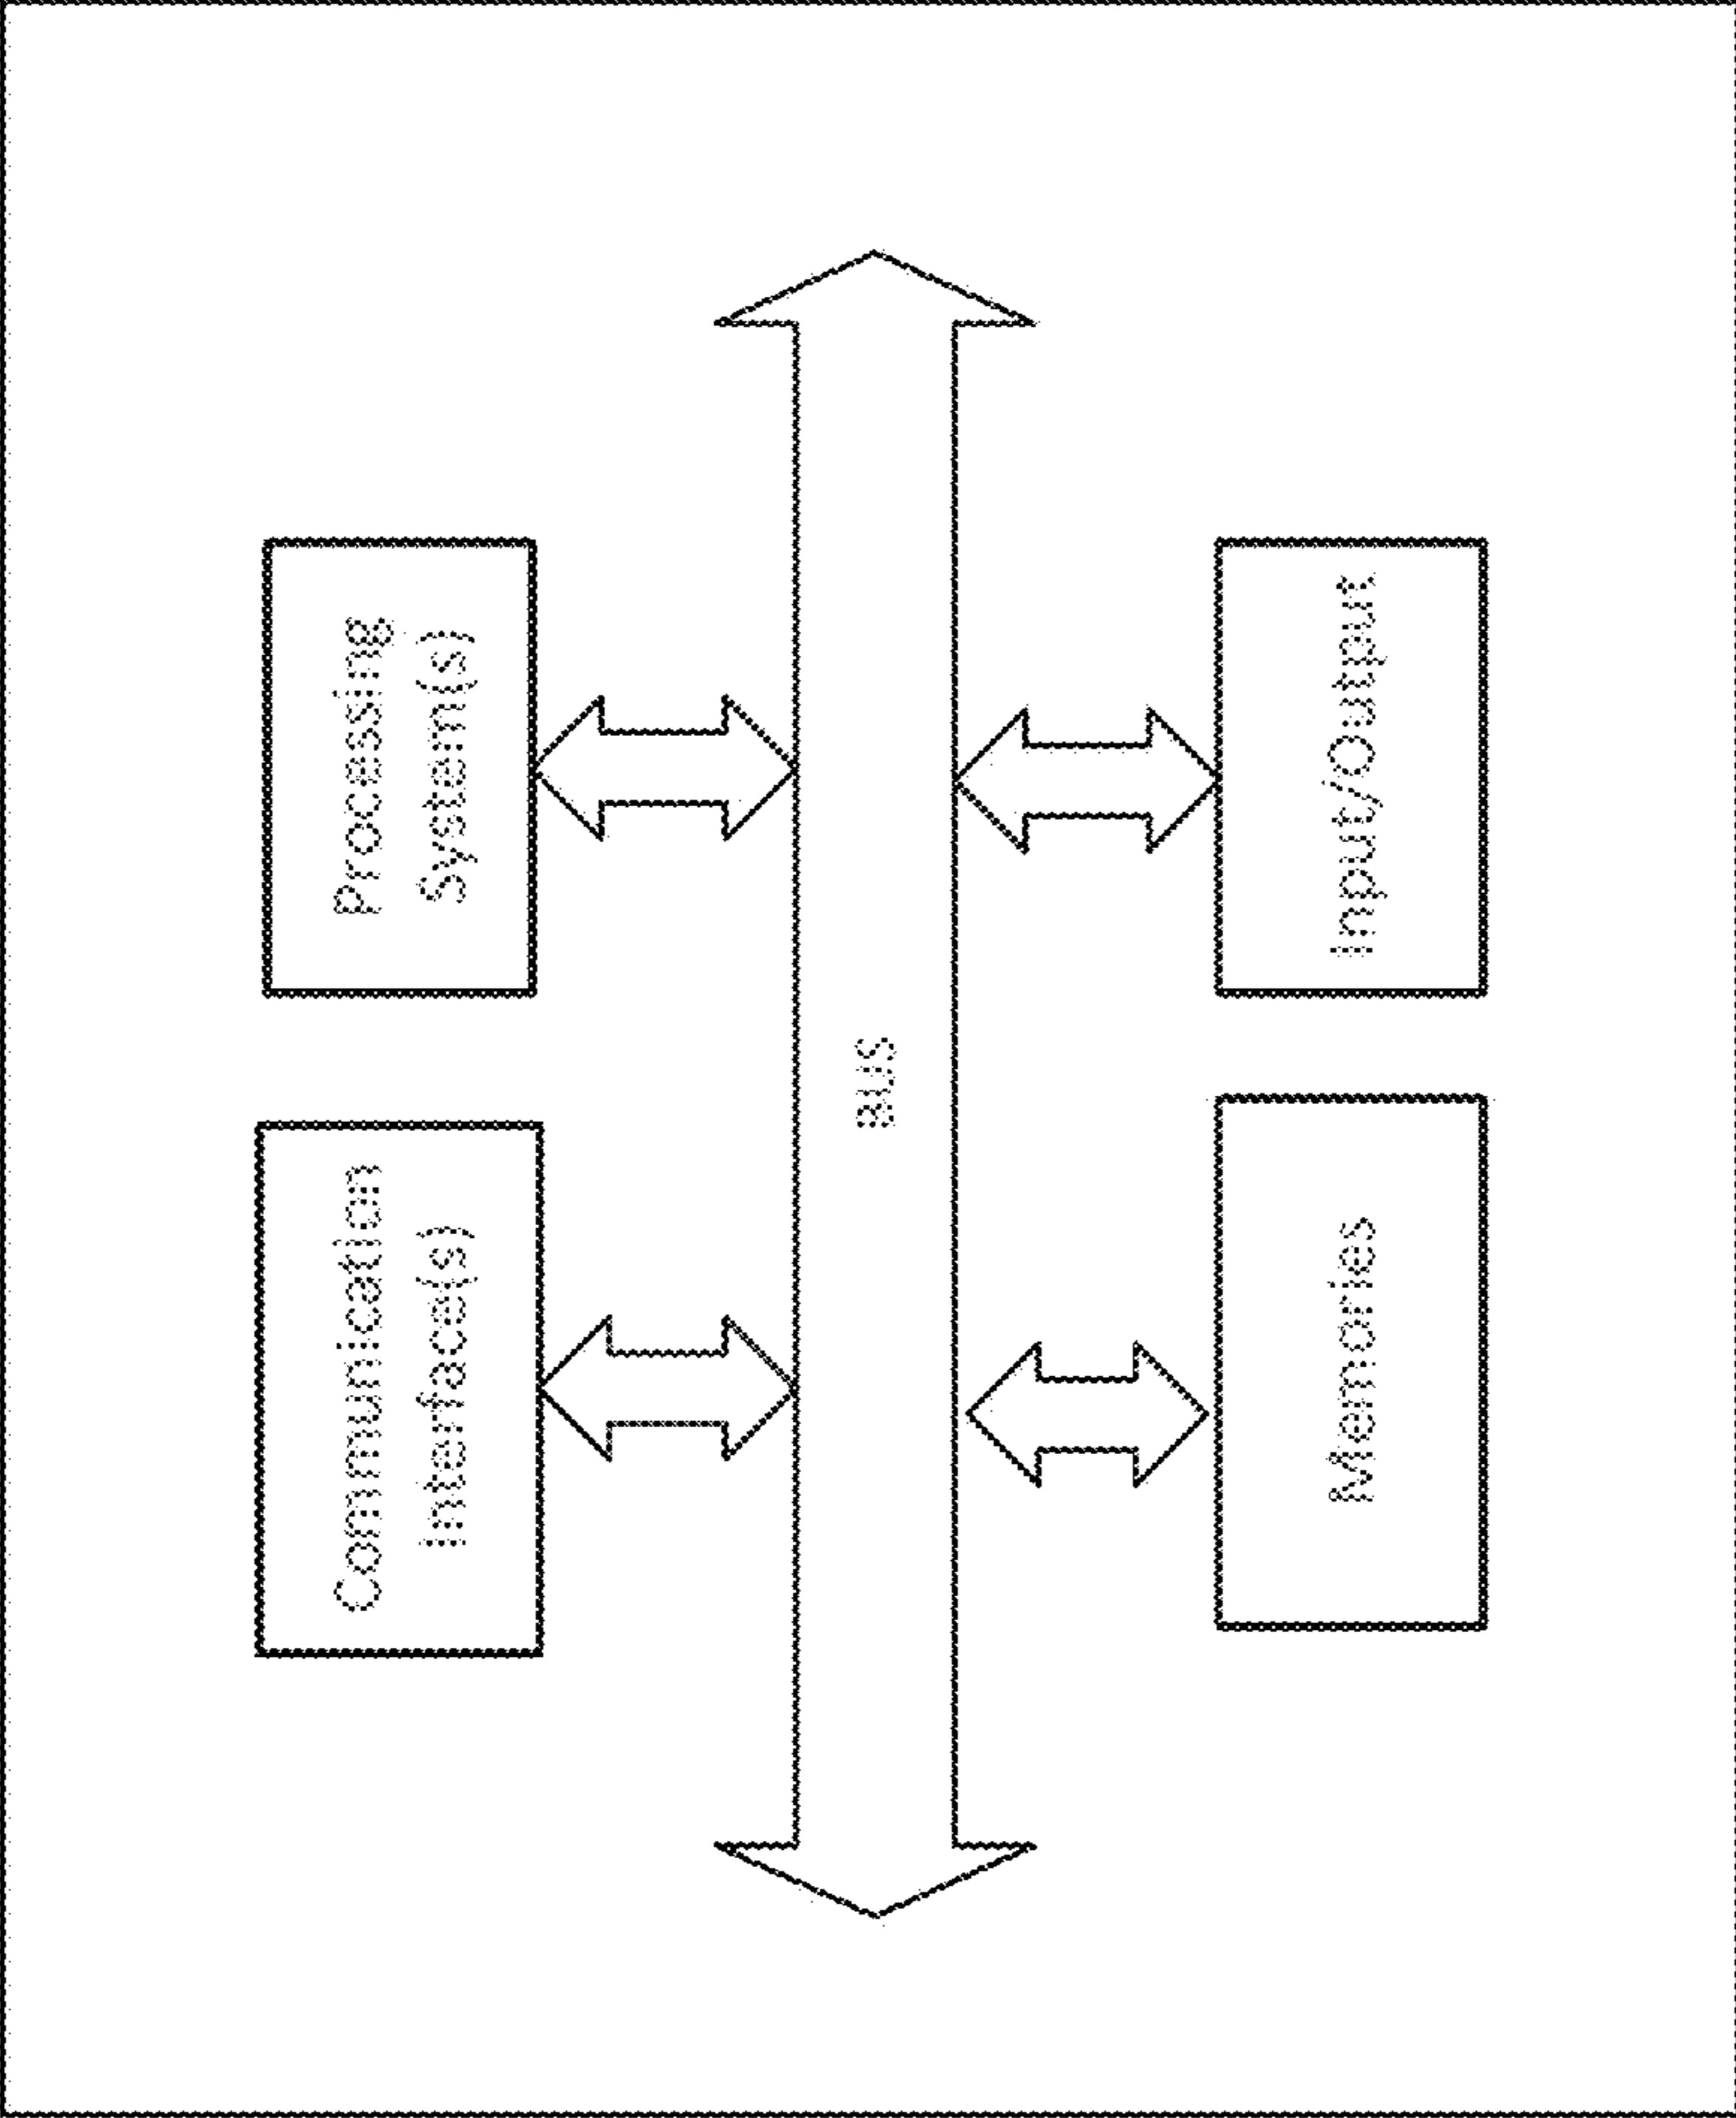 Communication
Interface(s)
Processing
System(s)
BUS
Memories
Input/Output